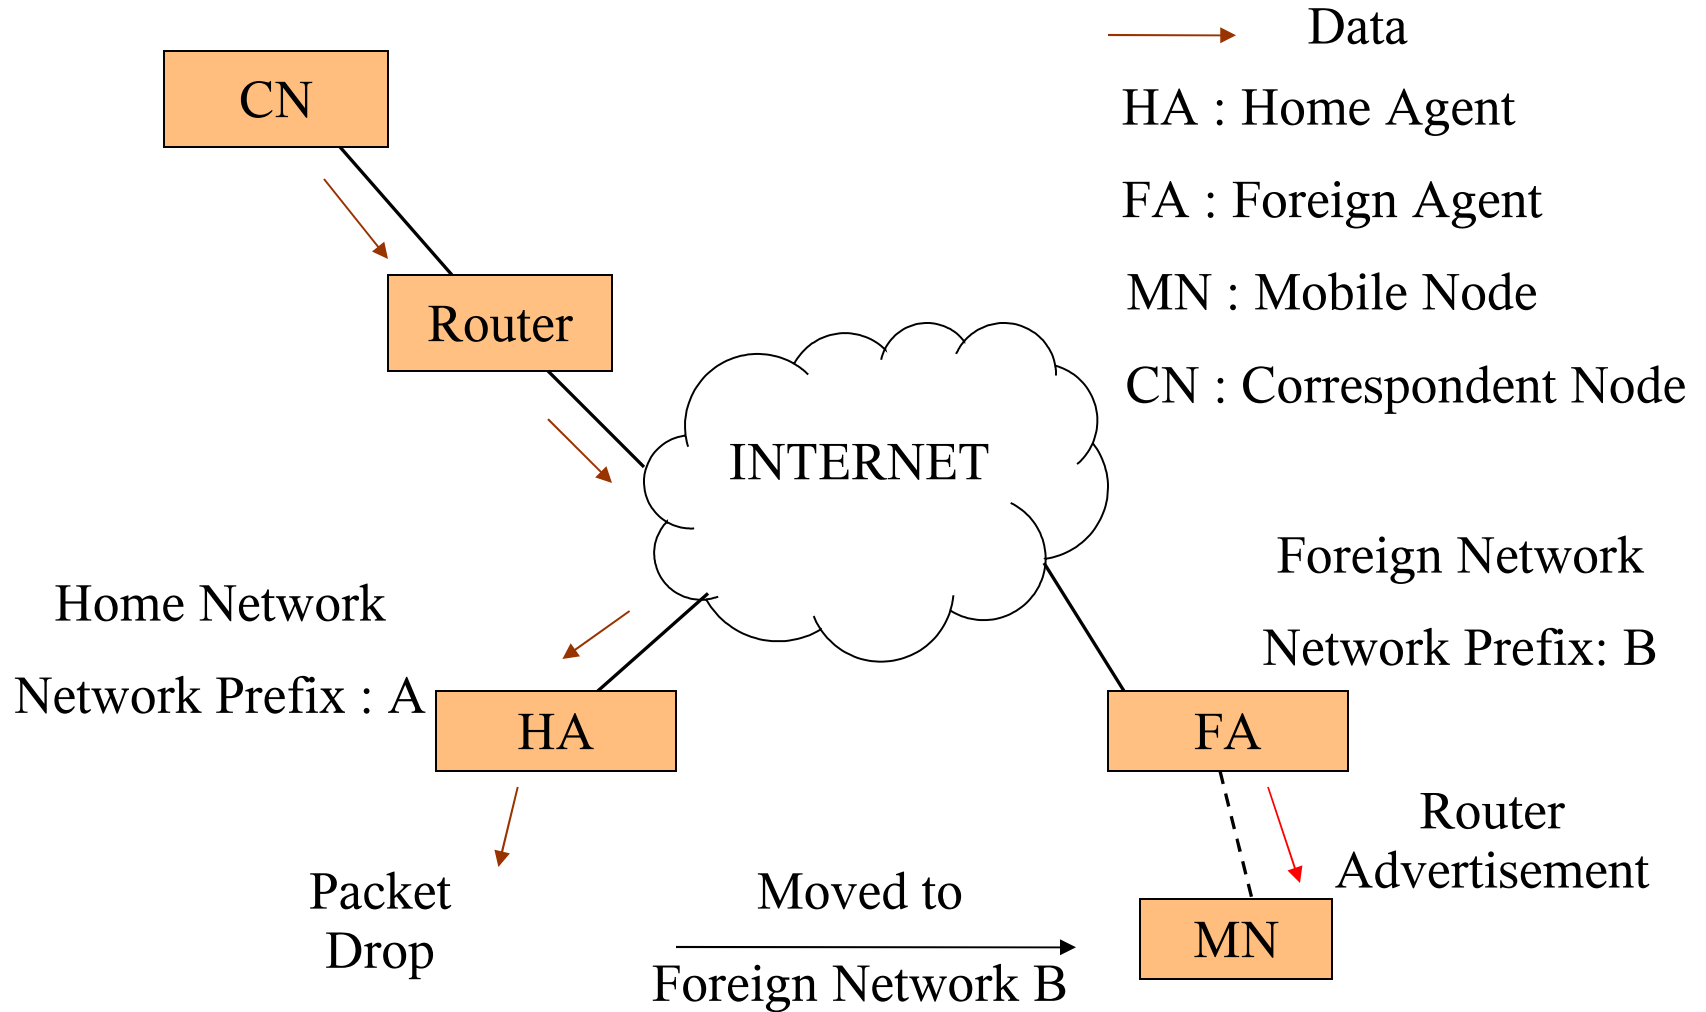 Data
CN
HA : Home Agent
FA : Foreign Agent
MN : Mobile Node
Router
CN : Correspondent Node
INTERNET
Foreign Network
Home Network
Network Prefix: B
Network Prefix : A
HA
FA
Router
Advertisement
Packet
Drop
Moved to
MN
Foreign Network B